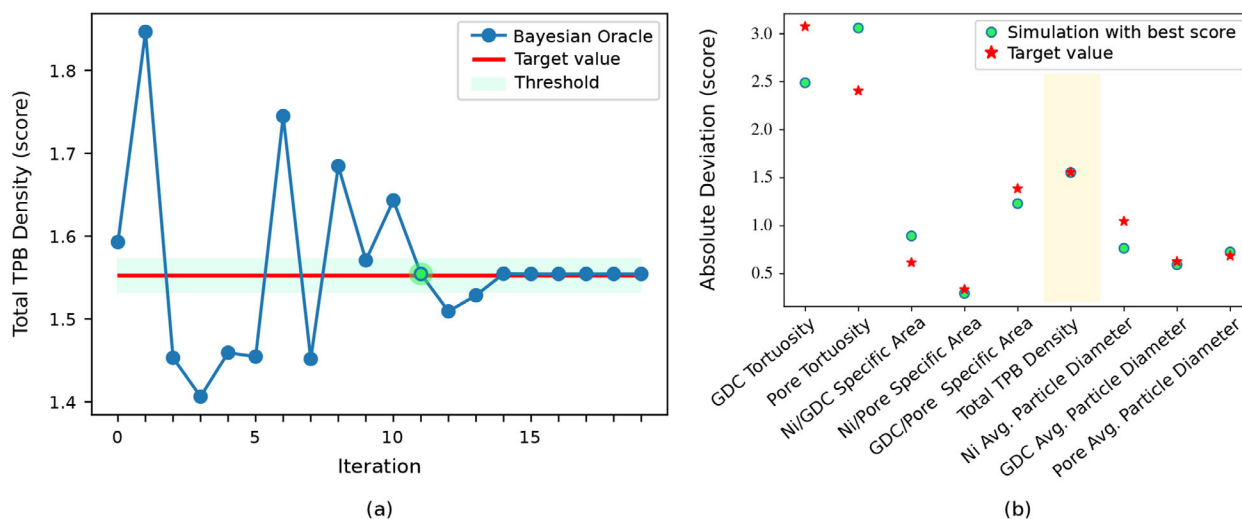 Total TPB Density (score)
1.8
1.7
1.6
1.5
1.4
Bayesian Oracle
Target value
Threshold
0
5
10
15
Iteration
(a)
Absolute Deviation (score)
3.0
2.5
2.0
1.5
1.0
0.5
Simulation with best score
Target value
GDC Tortuosity
Pore Tortuosity
Ni/GDC Specific Area
Ni/Pore Specific Area
GDC/Pore Specific Area
Total TPB Density
Ni Avg. Particle Diameter
GDC Avg. Particle Diameter
Pore Avg. Particle Diameter
(b)